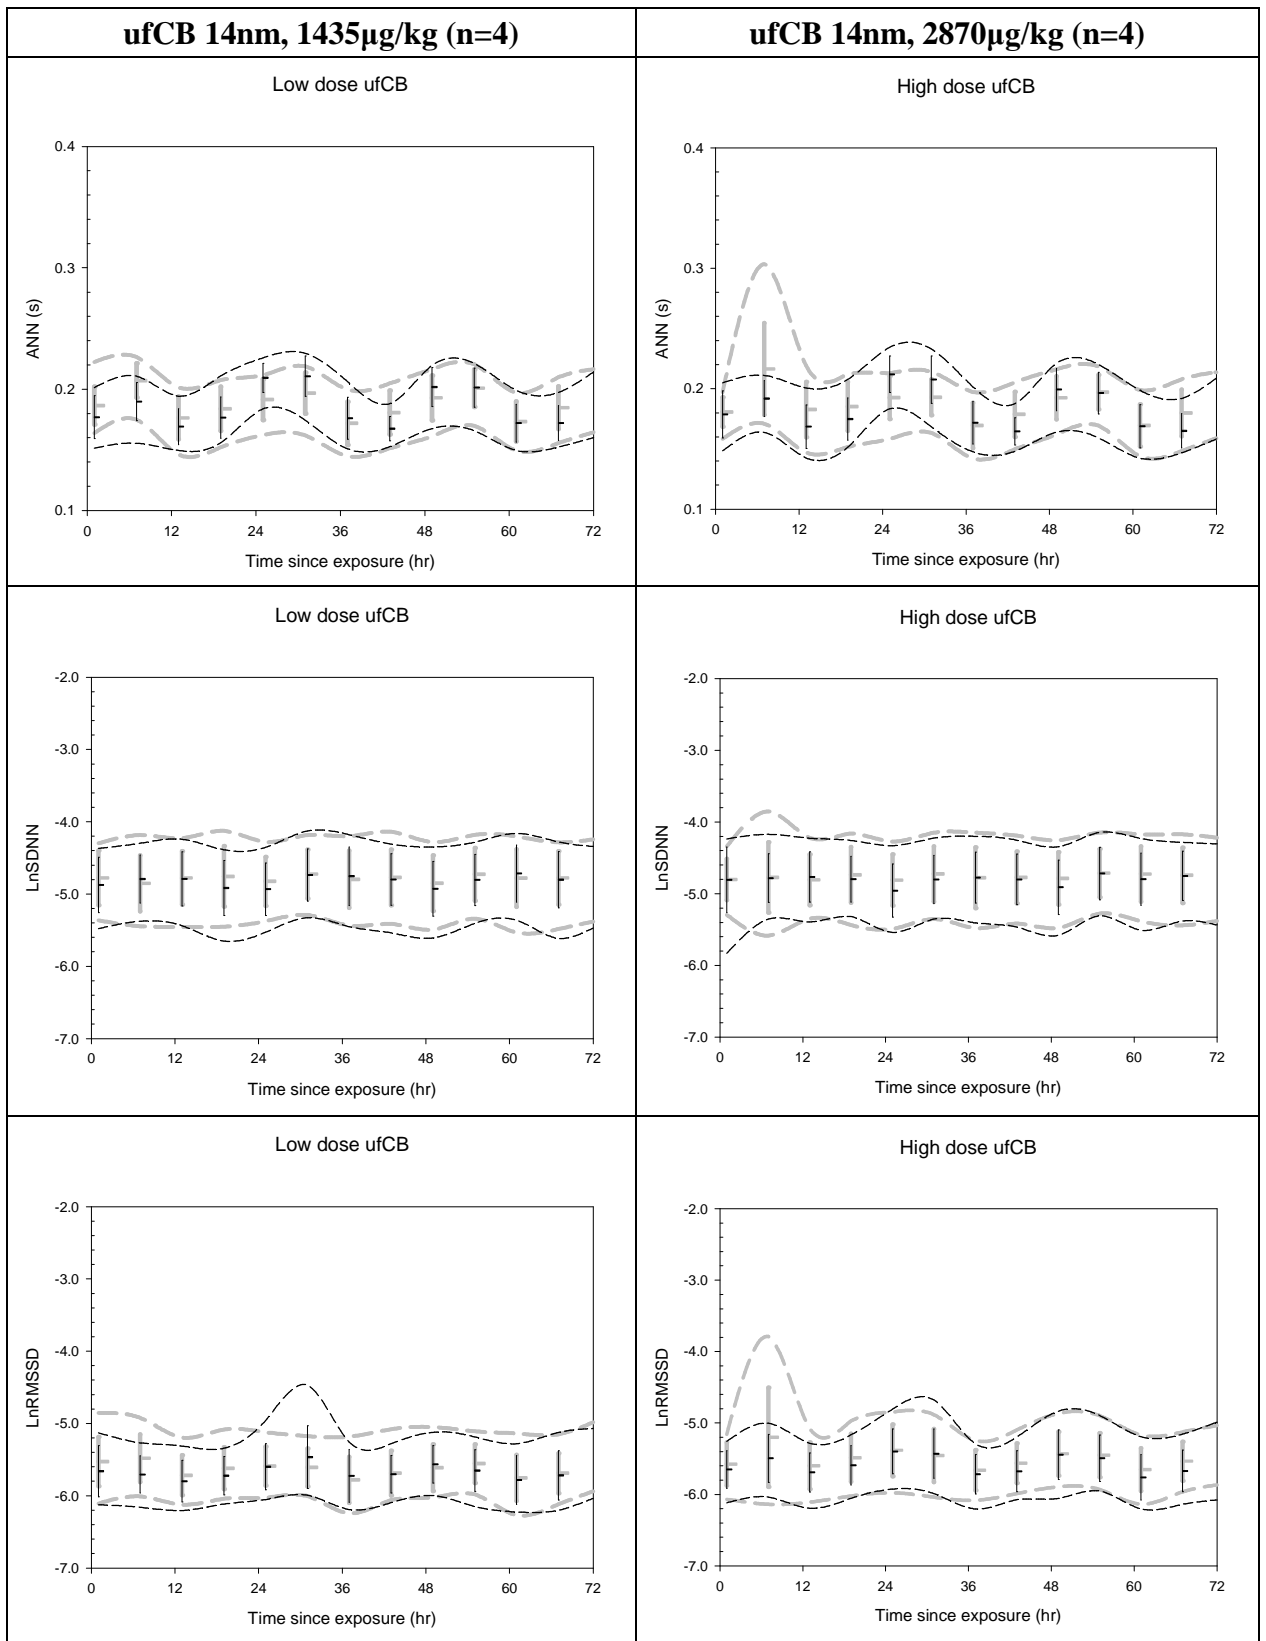 ufCB 14nm, 1435µg/kg (n=4)
ufCB 14nm, 2870µg/kg (n=4)
Low dose ufCB
0.4
0.3
0.2
0.1
ANN (s)
0 12 24 36 48 60 72
Time since exposure (hr)
High dose ufCB
0.4
0.3
0.2
0.1
ANN (s)
0 12 24 36 48 60 72
Time since exposure (hr)
Low dose ufCB
-2.0
-3.0
-4.0
-5.0
-6.0
-7.0
LnSDNN
0 12 24 36 48 60 72
Time since exposure (hr)
High dose ufCB
-2.0
-3.0
-4.0
-5.0
-6.0
-7.0
LnSDNN
0 12 24 36 48 60 72
Time since exposure (hr)
Low dose ufCB
-2.0
-3.0
-4.0
-5.0
-6.0
-7.0
LnRMSSD
0 12 24 36 48 60 72
Time since exposure (hr)
High dose ufCB
-2.0
-3.0
-4.0
-5.0
-6.0
-7.0
LnRMSSD
0 12 24 36 48 60 72
Time since exposure (hr)